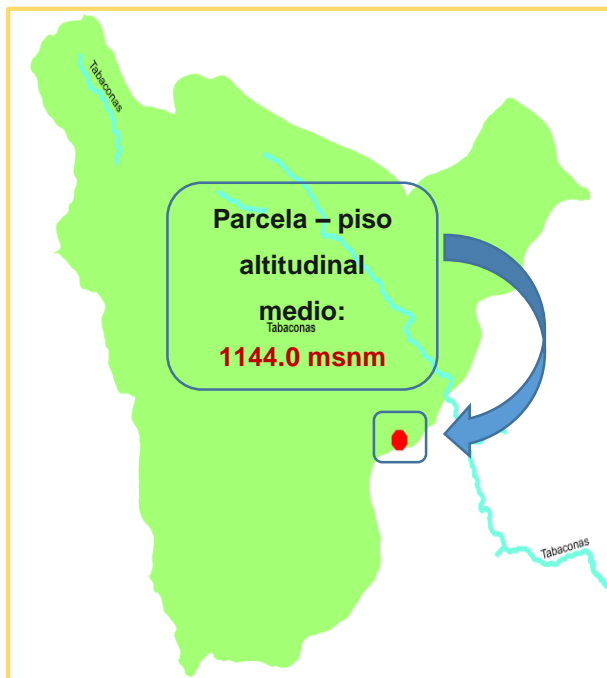 Tabaconas
Parcela – piso
altitudinal
medio:
Tabaconas
1144.0 msnm
Tabaconas